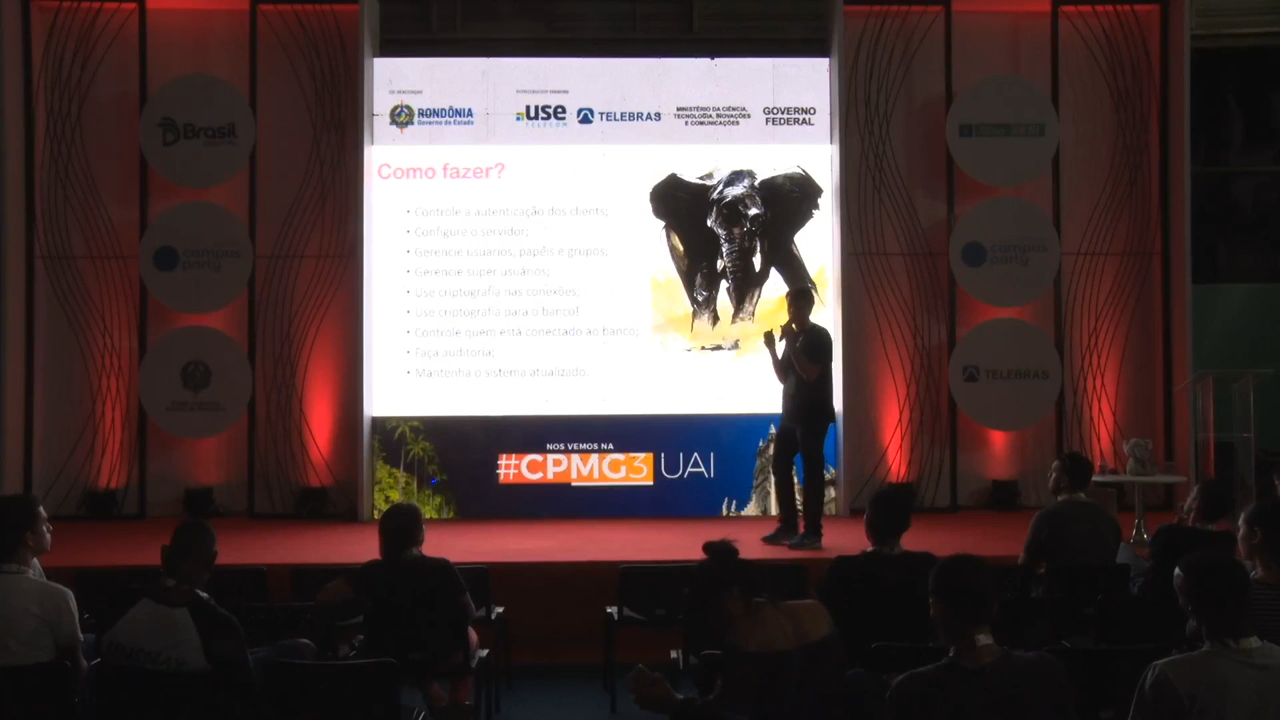 RONDÔNIA
Governo do Estado
USE
TELECOM
TELEBRAS
MINISTÉRIO DA CIÊNCIA,
TECNOLOGIA, INOVAÇÕES
E COMUNICAÇÕES
GOVERNO
FEDERAL
Como fazer?
• Controle a autenticação dos clients;
• Configure o servidor;
• Gerencie usuários, papéis e grupos;
• Gerencie super usuários;
• Use criptografia nas conexões;
• Use criptografia para o banco!
• Controle quem está conectado ao banco;
• Faça auditoria;
• Mantenha o sistema atualizado.
NOS VEMOS NA
#CPMG3 UAI
Brasil
campus
party
campus
party
TELEBRAS